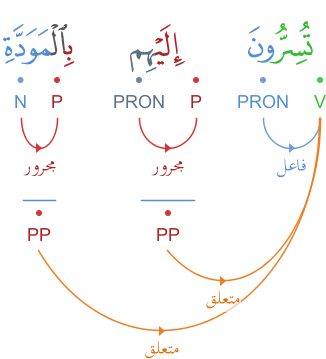 تُسِرُّونَ إِلَيْهِم بِٱلْمَوَدَّةِ
V PRON P PRON P N
فاعل مجرور مجرور
PP PP
متعلق
متعلق